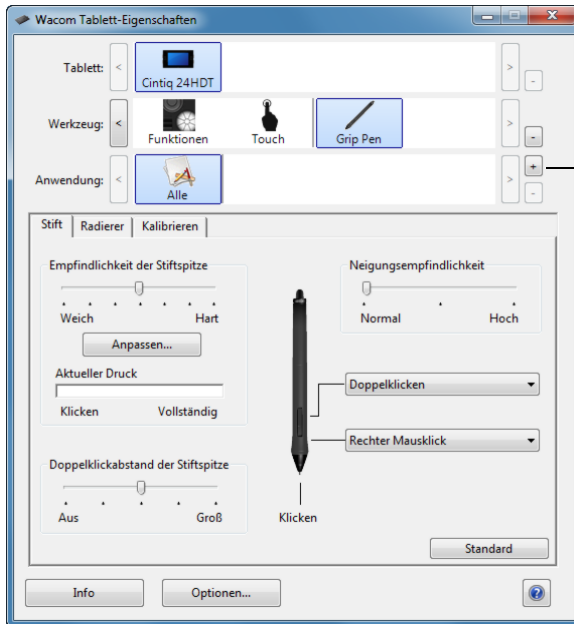 Wacom Tablett-Eigenschaften
Tablett:
Cintiq 24HDT
Werkzeug:
Funktionen Touch Grip Pen
Anwendung:
Alle
Stift Radierer Kalibrieren
Empfindlichkeit der Stiftspitze
Weich Hart
Anpassen...
Aktueller Druck
Klicken Vollständig
Doppelklickabstand der Stiftspitze
Aus Groß
Klicken
Neigungsempfindlichkeit
Normal Hoch
Doppelklicken
Rechter Mausklick
Standard
Info Optionen...